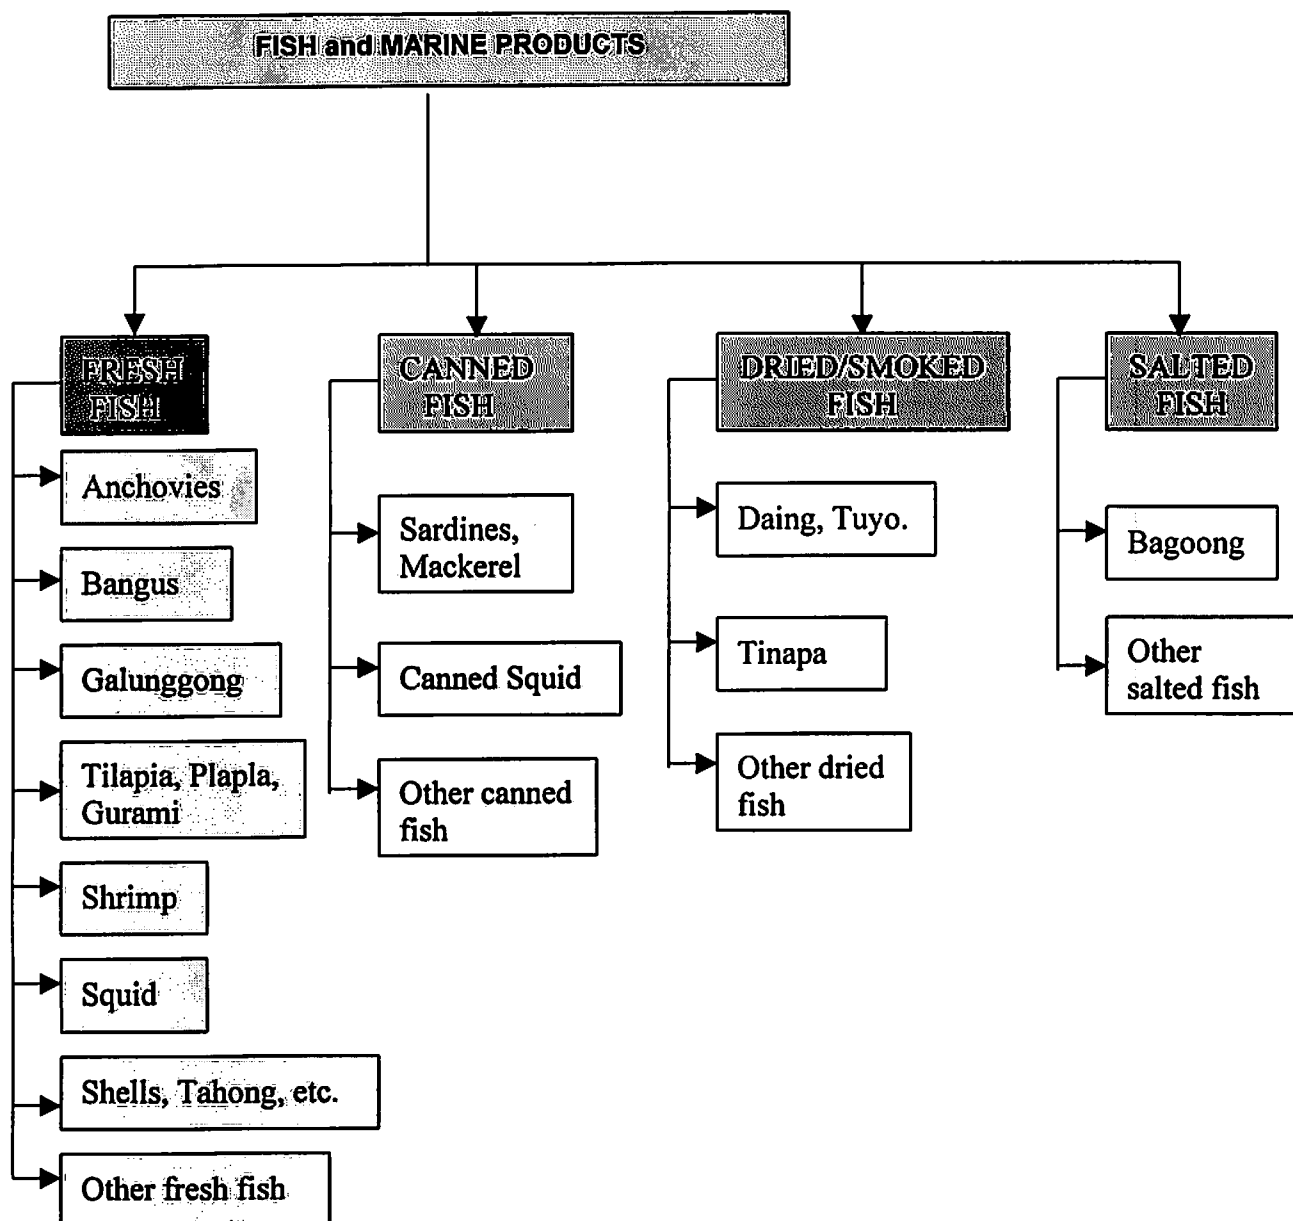 FISH and MARINE PRODUCTS
FRESH
FISH
Anchovies
Bangus
Galunggong
Tilapia, Plapla,
Gurami
Shrimp
Squid
Shells, Tahong, etc.
Other fresh fish
CANNED
FISH
Sardines,
Mackerel
Canned Squid
Other canned
fish
DRIED/SMOKED
FISH
Daing, Tuyo.
Tinapa
Other dried
fish
SALTED
FISH
Bagoong
Other
salted fish